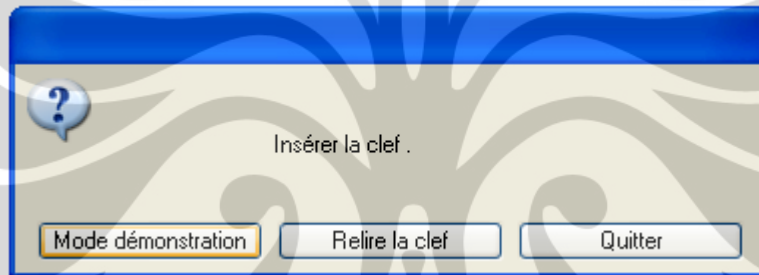 Insérer la clef .
Mode démonstration Relire la clef Quitter